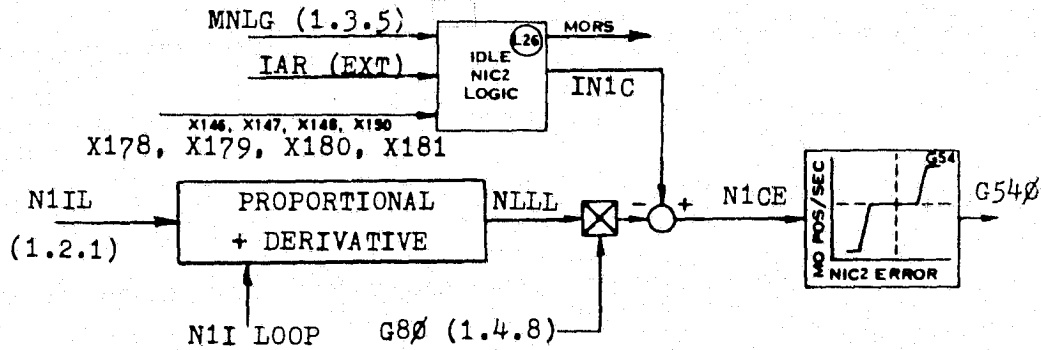 MNLG (1.3.5)
L26
MORS
IDLE
NIC2
LOGIC
IAR (EXT)
IN1C
X146, X147, X148, X150
X178, X179, X180, X181
G54
MO POS/SEC
NIC2 ERROR
G54Ø
N1IL
(1.2.1)
PROPORTIONAL
+ DERIVATIVE
NLLL
-
+
N1CE
N1I LOOP
G8Ø (1.4.8)